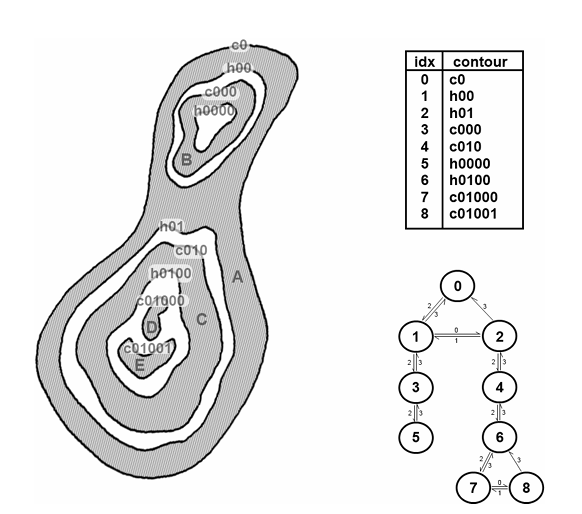 c0
h00
c000
h0000
B
h01
c010
h0100
A
c01000
D
C
c01001
E
idx contour
0 c0
1 h00
2 h01
3 c000
4 c010
5 h0000
6 h0100
7 c01000
8 c01001
0
2 1 3 3
1 0 1 2
2 3 2 3
3 4
2 3 2 3
5 6
2 3 3
7 0 1 8